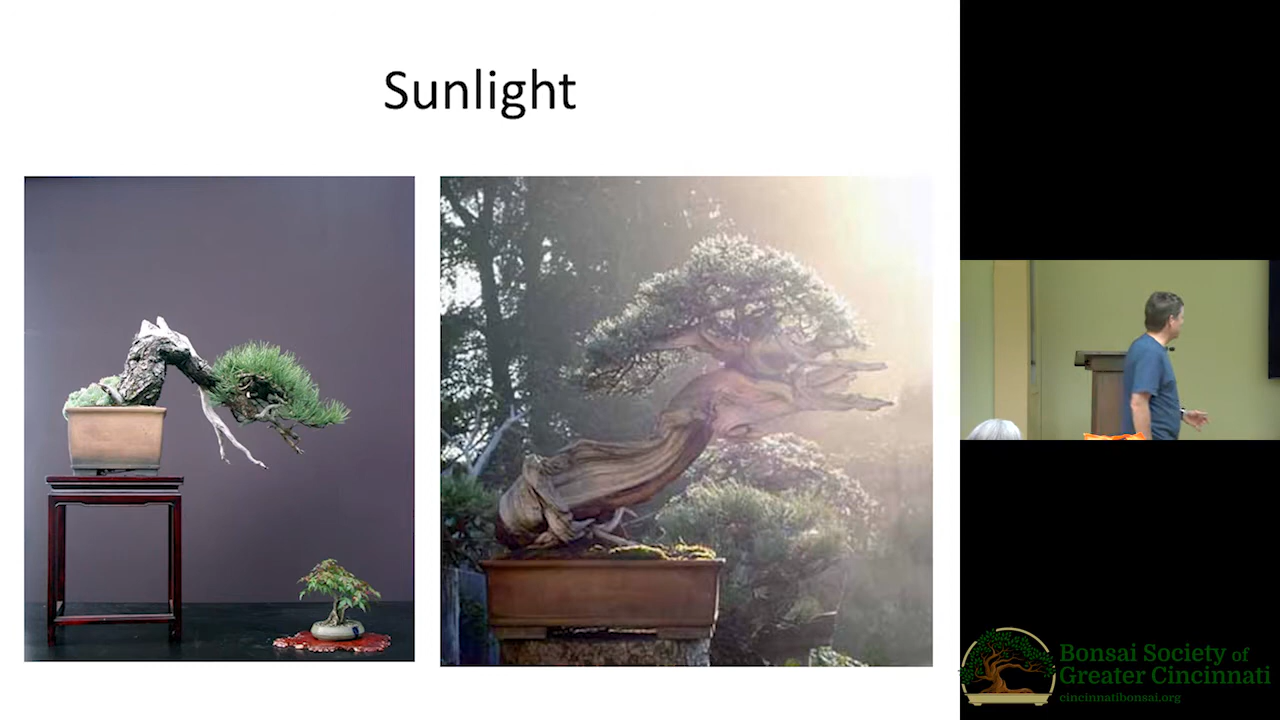 Sunlight
Bonsai Society of
Greater Cincinnati
cincinnatibonsai.org